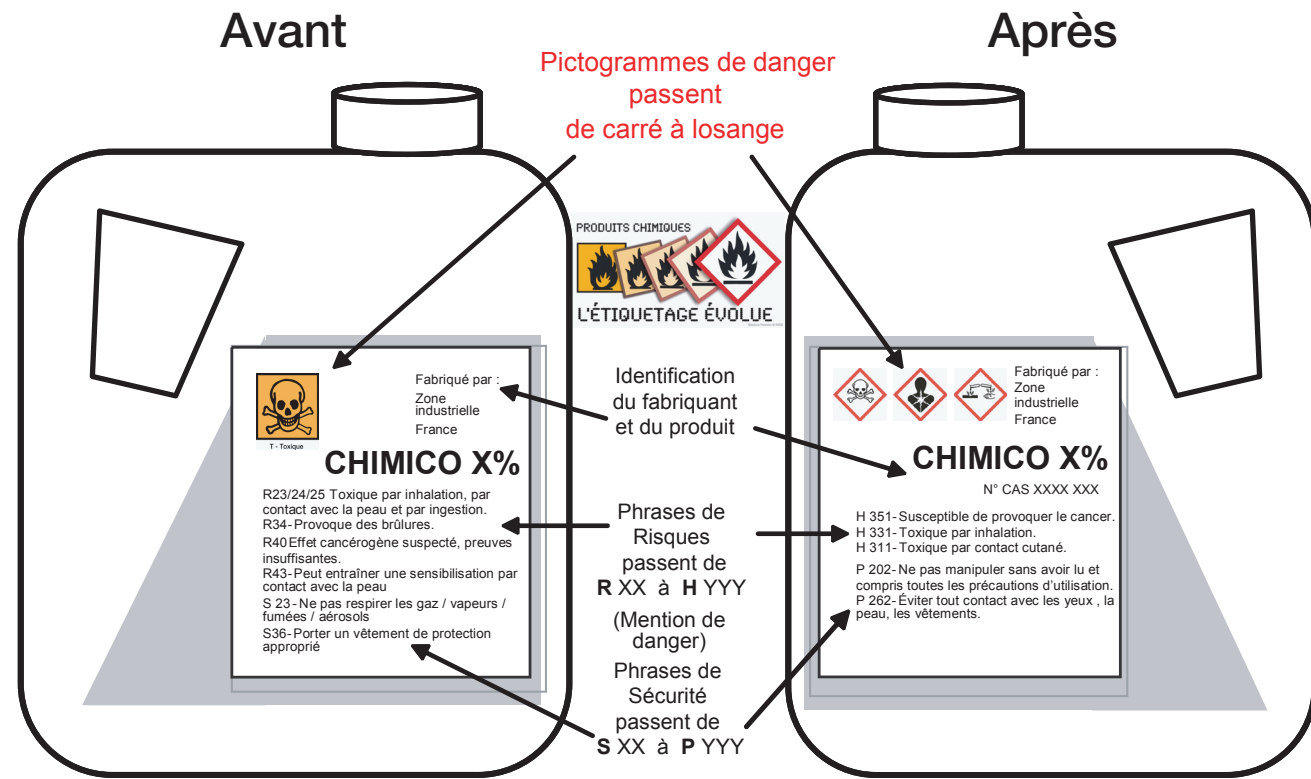 Avant
Après
Pictogrammes de danger
passent
de carré à losange
PRODUITS CHIMIQUES
L'ÉTIQUETAGE ÉVOLUE
T - Toxique
Fabriqué par :
Zone
industrielle
France
CHIMICO X%
R23/24/25 Toxique par inhalation, par
contact avec la peau et par ingestion.
R34-Provoque des brûlures.
R40 Effet cancérogène suspecté, preuves
insuffisantes.
R43-Peut entraîner une sensibilisation par
contact avec la peau
S 23-Ne pas respirer les gaz / vapeurs /
fumées / aérosols
S36-Porter un vêtement de protection
approprié
Identification
du fabriquant
et du produit
Phrases de
Risques
passent de
R XX à H YYY
(Mention de
danger)
Phrases de
Sécurité
passent de
S XX à P YYY
Fabriqué par :
Zone
industrielle
France
CHIMICO X%
N° CAS XXXX XXX
H 351-Susceptible de provoquer le cancer.
H 331-Toxique par inhalation.
H 311-Toxique par contact cutané.
P 202-Ne pas manipuler sans avoir lu et
compris toutes les précautions d'utilisation.
P 262-Éviter tout contact avec les yeux , la
peau, les vêtements.